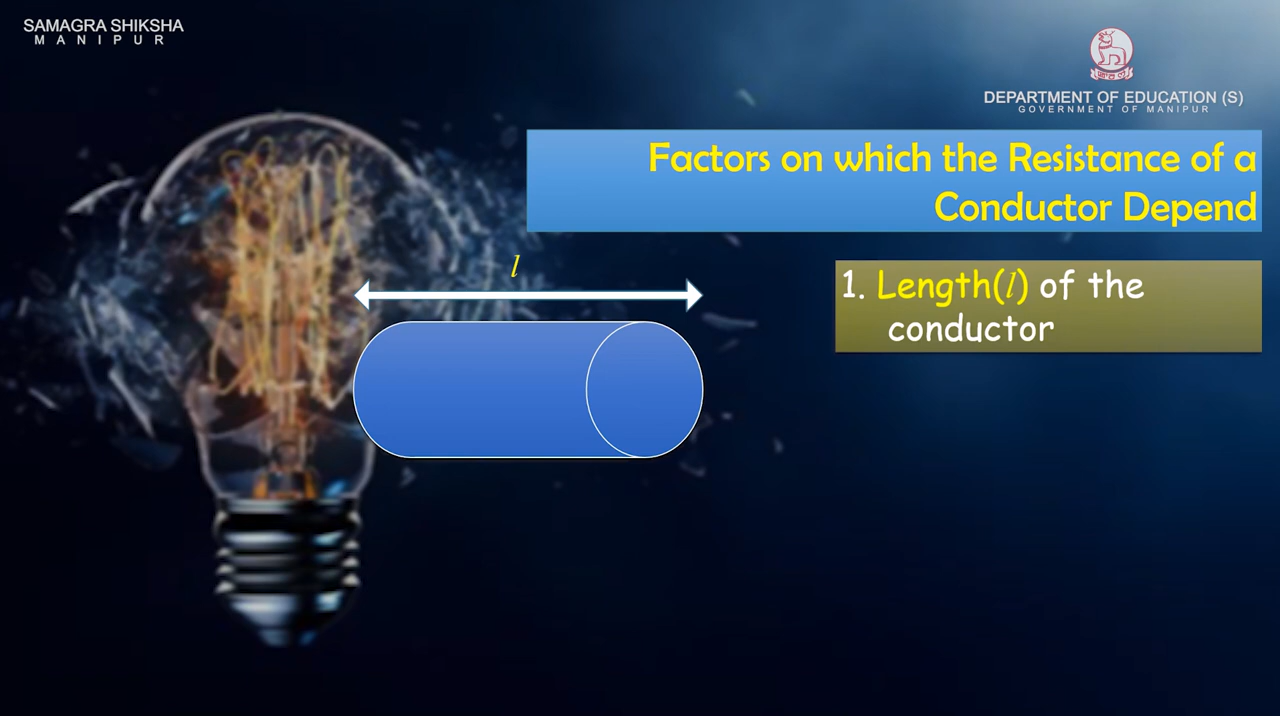 SAMAGRA SHIKSHA
MANIPUR
DEPARTMENT OF EDUCATION (S)
GOVERNMENT OF MANIPUR
Factors on which the Resistance of a
Conductor Depend
l
1. Length(l) of the
conductor